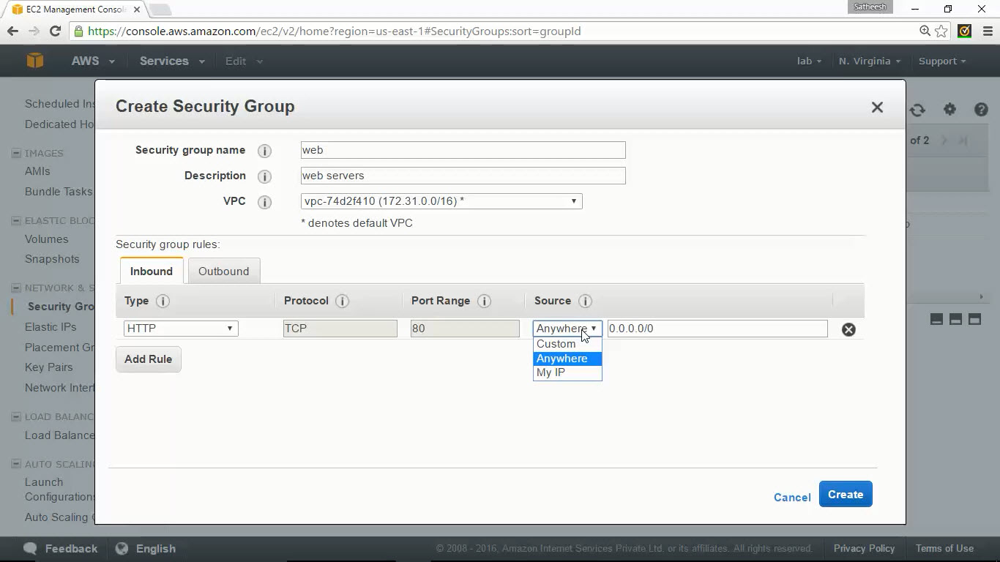 EC2 Management Consol
Satheesh
https://console.aws.amazon.com/ec2/v2/home?region=us-east-1#SecurityGroups:sort=groupId
AWS Services Edit lab N. Virginia Support
Scheduled Ins
Dedicated Ho
IMAGES
AMIs
Bundle Tasks
ELASTIC BLOC
Volumes
Snapshots
NETWORK & S
Security Gro
Elastic IPs
Placement Gr
Key Pairs
Network Interf
LOAD BALANC
Load Balance
AUTO SCALING
Launch
Configurations
Auto Scaling G
of 2
Create Security Group
Security group name web
Description web servers
VPC vpc-74d2f410 (172.31.0.0/16) *
* denotes default VPC
Security group rules:
Inbound Outbound
Type Protocol Port Range Source
HTTP TCP 80 Anywhere 0.0.0.0/0
Custom
Anywhere
My IP
Add Rule
Cancel Create
Feedback English © 2008 - 2016, Amazon Internet Services Private Ltd. or its affiliates. All rights reserved. Privacy Policy Terms of Use